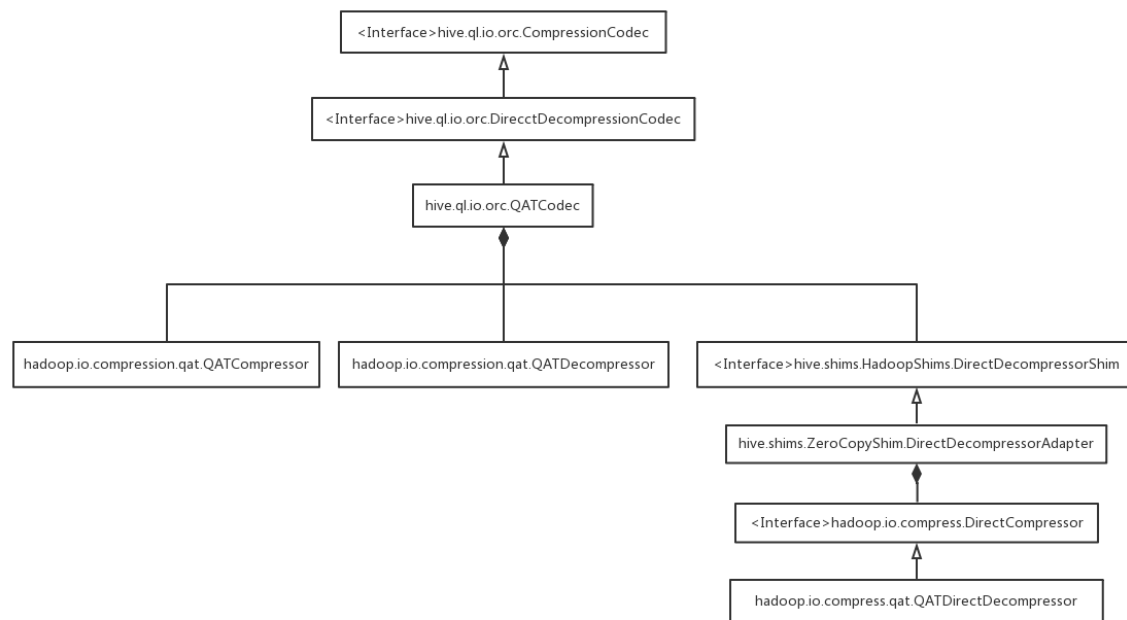 <Interface>hive.ql.io.orc.CompressionCodec
<Interface>hive.ql.io.orc.DirecctDecompressionCodec
hive.ql.io.orc.QATCodec
hadoop.io.compression.qat.QATCompressor
hadoop.io.compression.qat.QATDecompressor
<Interface>hive.shims.HadoopShims.DirectDecompressorShim
hive.shims.ZeroCopyShim.DirectDecompressorAdapter
<Interface>hadoop.io.compress.DirectCompressor
hadoop.io.compress.qat.QATDirectDecompressor